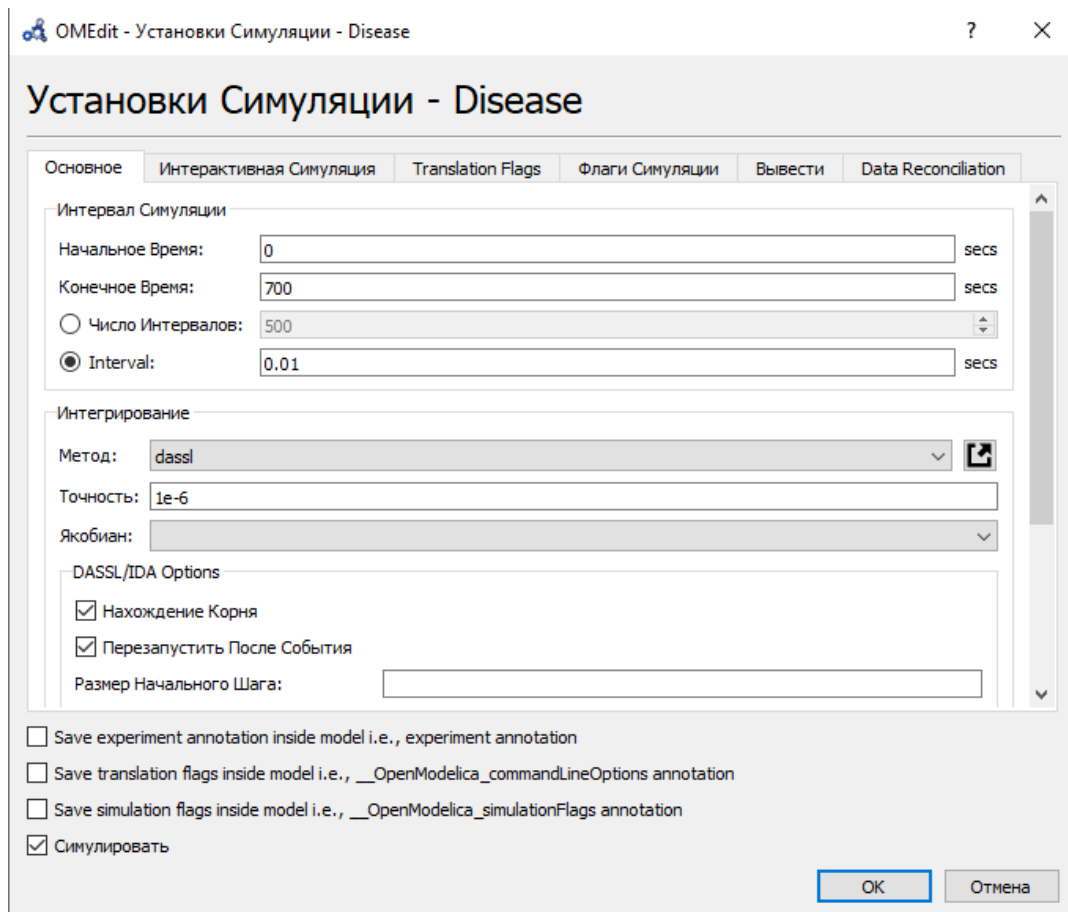 OMEdit - Установки Симуляции - Disease ?
Установки Симуляции - Disease
Основное Интерактивная Симуляция Translation Flags Флаги Симуляции Вывести Data Reconciliation
Интервал Симуляции
Начальное Время: 0 secs
Конечное Время: 700 secs
Число Интервалов: 500
Interval: 0.01 secs
Интегрирование
Метод: dassl
Точность: 1e-6
Якобиан:
DASSL/IDA Options
Нахождение Корня
Перезапустить После События
Размер Начального Шага:
Save experiment annotation inside model i.e., experiment annotation
Save translation flags inside model i.e., __OpenModelica_commandLineOptions annotation
Save simulation flags inside model i.e., __OpenModelica_simulationFlags annotation
Симулировать
OK Отмена